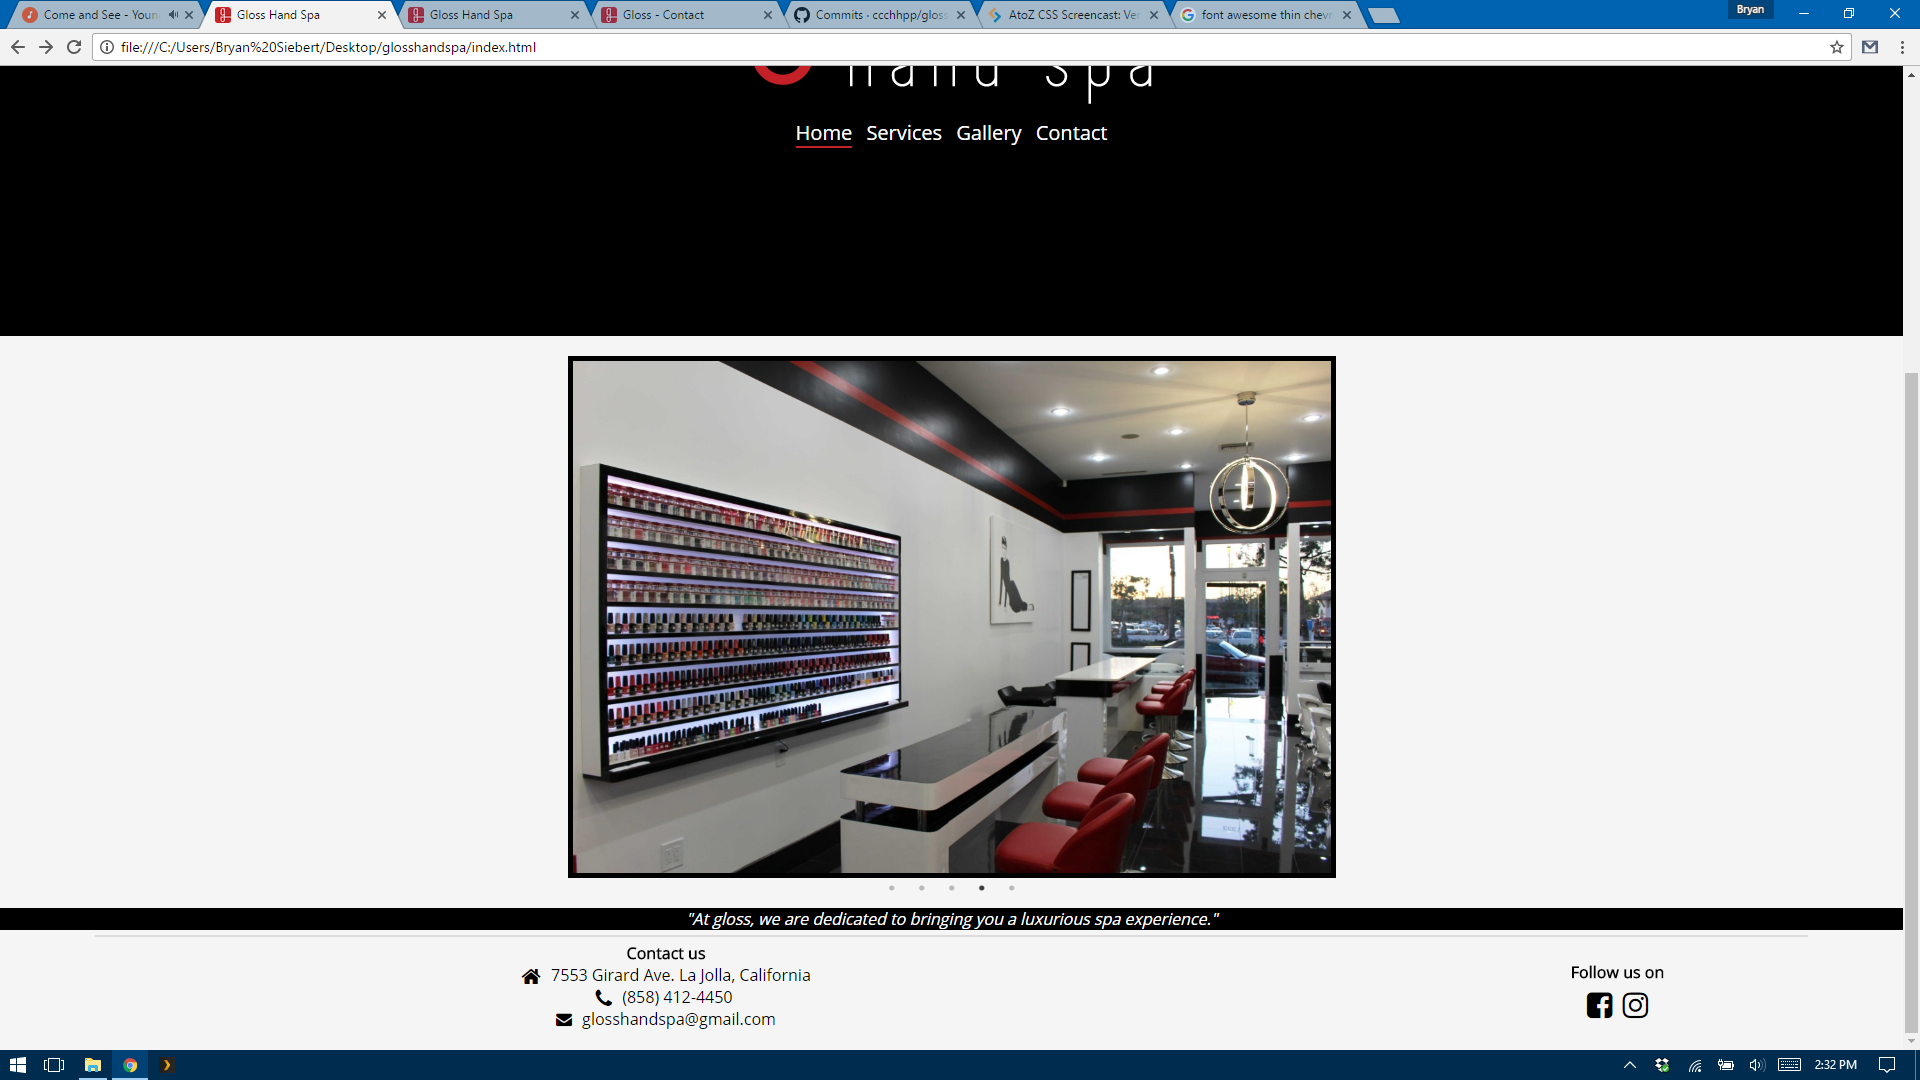 Come and See - Youn
Gloss Hand Spa
Gloss Hand Spa
Gloss - Contact
Commits · ccchhpp/gloss
AtoZ CSS Screencast: Ver
font awesome thin chevr
Bryan
file:///C:/Users/Bryan%20Siebert/Desktop/glosshandspa/index.html
hand spa
Home Services Gallery Contact
"At gloss, we are dedicated to bringing you a luxurious spa experience."
Contact us
7553 Girard Ave. La Jolla, California
(858) 412-4450
glosshandspa@gmail.com
Follow us on
2:32 PM